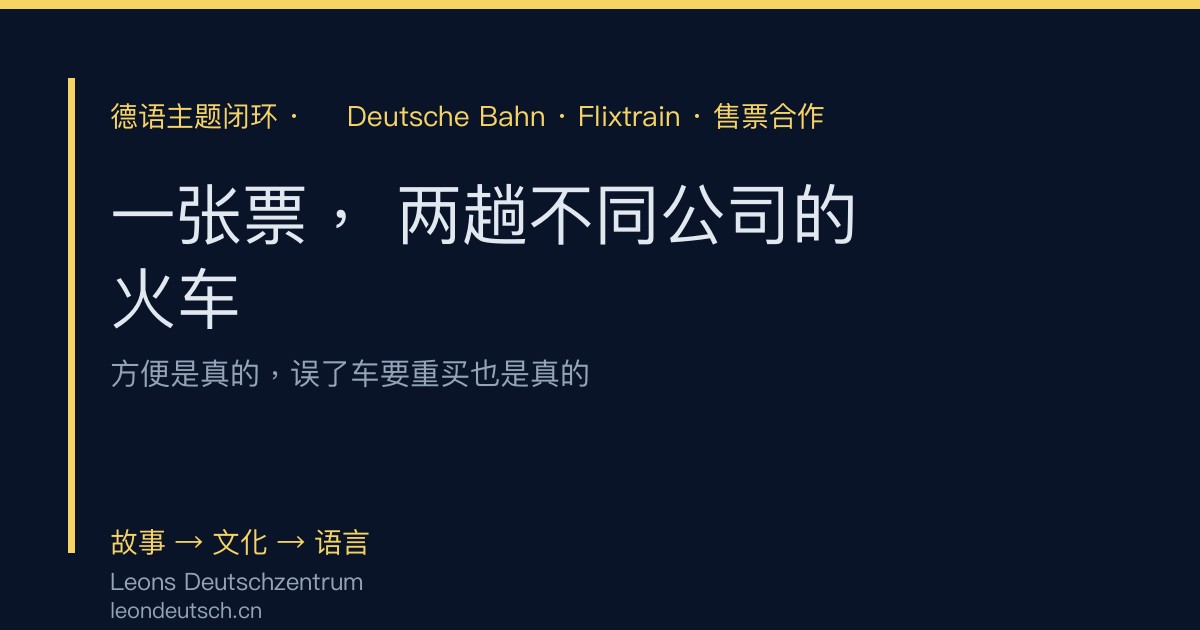 德语主题闭环 · Deutsche Bahn · Flixtrain · 售票合作
一张票， 两趟不同公司的
火车
方便是真的，误了车要重买也是真的
故事 → 文化 → 语言
Leons Deutschzentrum
leondeutsch.cn